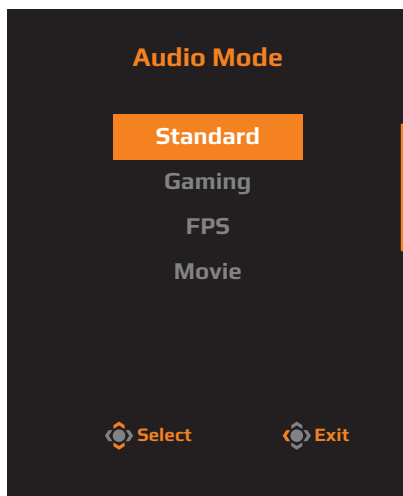 Audio Mode
Standard
Gaming
FPS
Movie
Select Exit